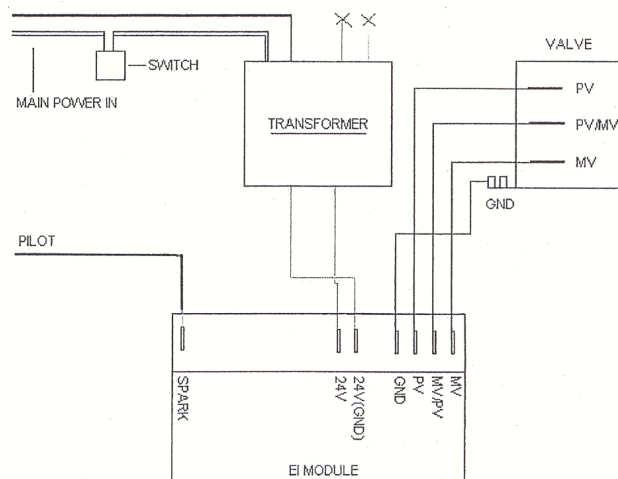 VALVE
SWITCH
PV
MAIN POWER IN
TRANSFORMER
PV/MV
MV
GND
PILOT
SPARK
24V
24V(GND)
GND
PV
MV/PV
MV
EI MODULE